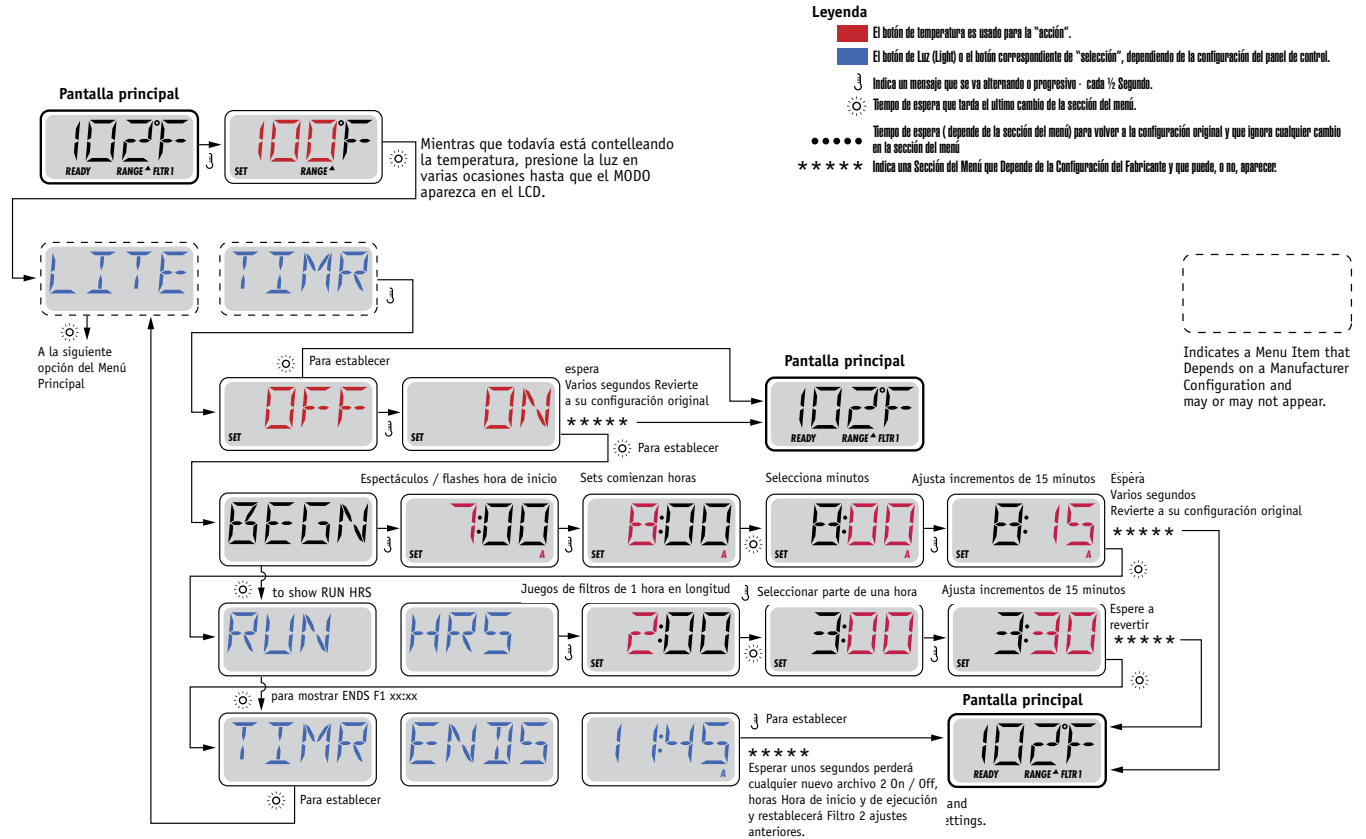 Leyenda
El botón de temperatura es usado para la "acción".
El botón de Luz (Light) o el botón correspondiente de "selección", dependiendo de la configuración del panel de control.
Indica un mensaje que se va alternando o progresivo - cada ½ Segundo.
Tiempo de espera que tarda el ultimo cambio de la sección del menú.
••••• Tiempo de espera ( depende de la sección del menú) para volver a la configuración original y que ignora cualquier cambio
en la sección del menú
***** Indica una Sección del Menú que Depende de la Configuración del Fabricante y que puede, o no, aparecer.
Pantalla principal
102°F
READY RANGE FLTR1
100°F
SET RANGE
Mientras que todavía está contelleando
la temperatura, presione la luz en
varias ocasiones hasta que el MODO
aparezca en el LCD.
LITE
TIMR
A la siguiente
opción del Menú
Principal
Indicates a Menu Item that
Depends on a Manufacturer
Configuration and
may or may not appear.
Para establecer
OFF
SET
ON
SET
espera
Varios segundos Revierte
a su configuración original
*****
Para establecer
Pantalla principal
102°F
READY RANGE FLTR1
BEGN
Espectáculos / flashes hora de inicio
7:00
SET A
Sets comienzan horas
8:00
SET A
Selecciona minutos
8:00
SET A
Ajusta incrementos de 15 minutos
8:15
SET A
Espera
Varios segundos
Revierte a su configuración original
*****
to show RUN HRS
RUN
HRS
Juegos de filtros de 1 hora en longitud
2:00
SET
Seleccionar parte de una hora
3:00
SET
Ajusta incrementos de 15 minutos
3:30
SET
Espere a
revertir
*****
para mostrar ENDS F1 xx:xx
TIMR
ENDS
11:45
A
Para establecer
Para establecer
*****
Esperar unos segundos perderá
cualquier nuevo archivo 2 On / Off,
horas Hora de inicio y de ejecución
y restablecerá Filtro 2 ajustes
anteriores.
and
ettings.
Pantalla principal
102°F
READY RANGE FLTR1